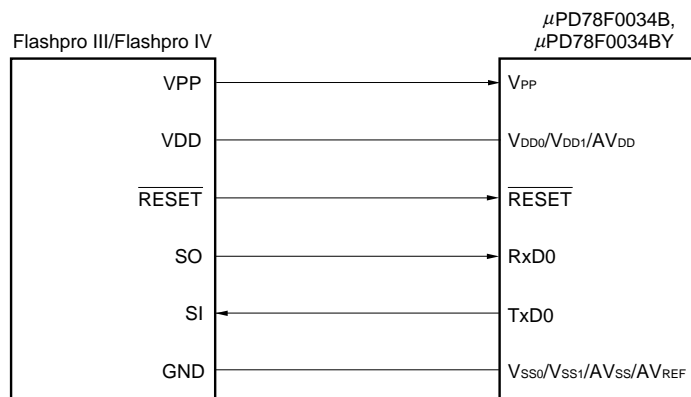 μPD78F0034B,
Flashpro III/Flashpro IV μPD78F0034BY
VPP VPP
VDD VDD0/VDD1/AVDD
RESET RESET
SO RxD0
SI TxD0
GND VSS0/VSS1/AVSS/AVREF